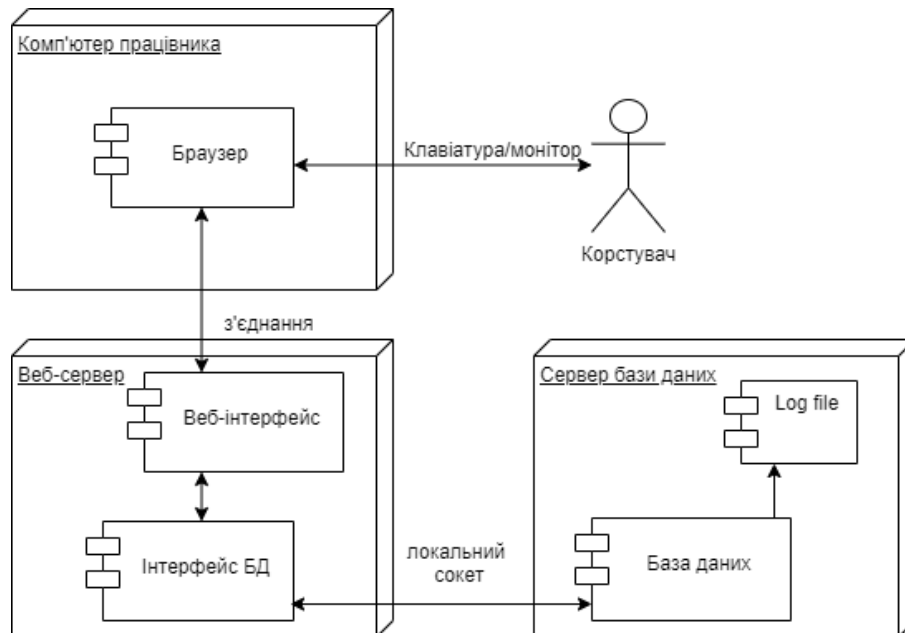 Комп'ютер працівника
Браузер
Клавіатура/монітор
Корстувач
з'єднання
Веб-сервер
Веб-інтерфейс
Інтерфейс БД
локальний
сокет
Сервер бази даних
Log file
База даних